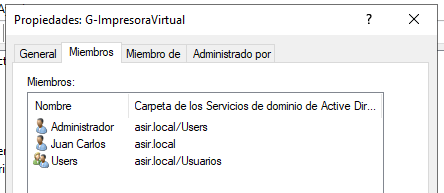 Propiedades: G-ImpresoraVirtual
General Miembros Miembro de Administrado por
Miembros:
Nombre Carpeta de los Servicios de dominio de Active Dir...
Administrador asir.local/Users
Juan Carlos asir.local
Users asir.local/Usuarios